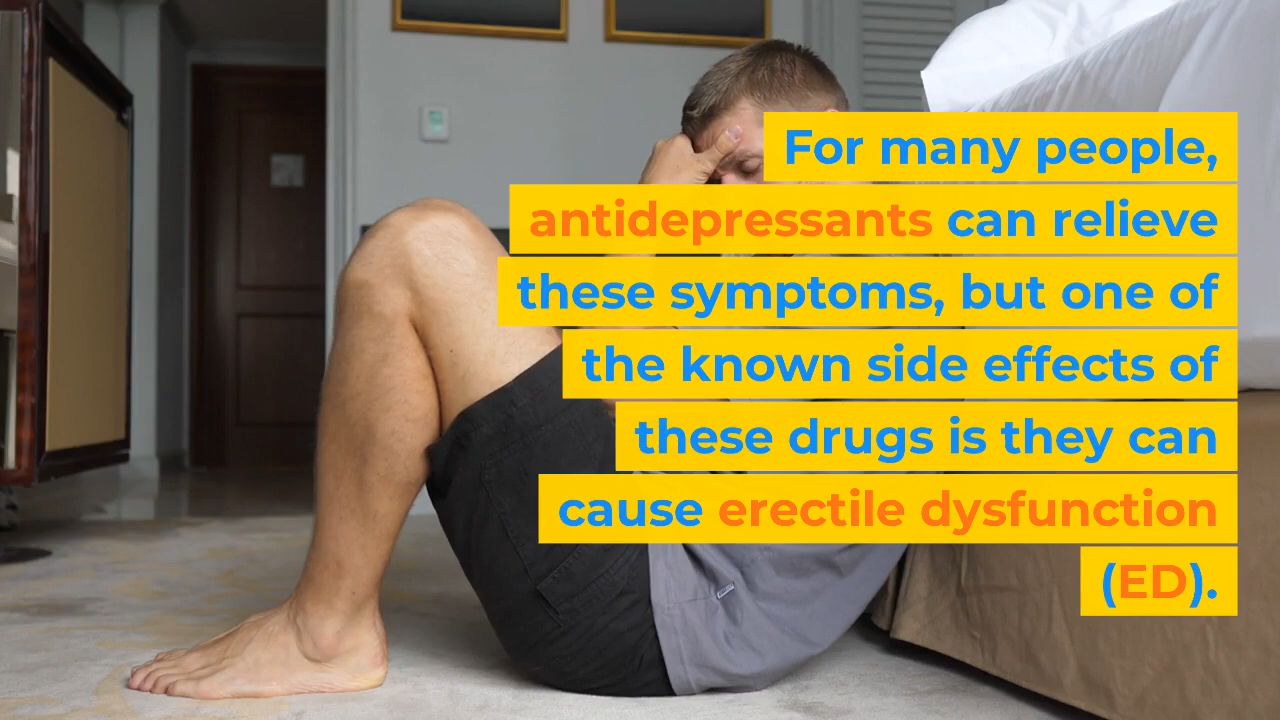 For many people,
antidepressants can relieve
these symptoms, but one of
the known side effects of
these drugs is they can
cause erectile dysfunction
(ED).